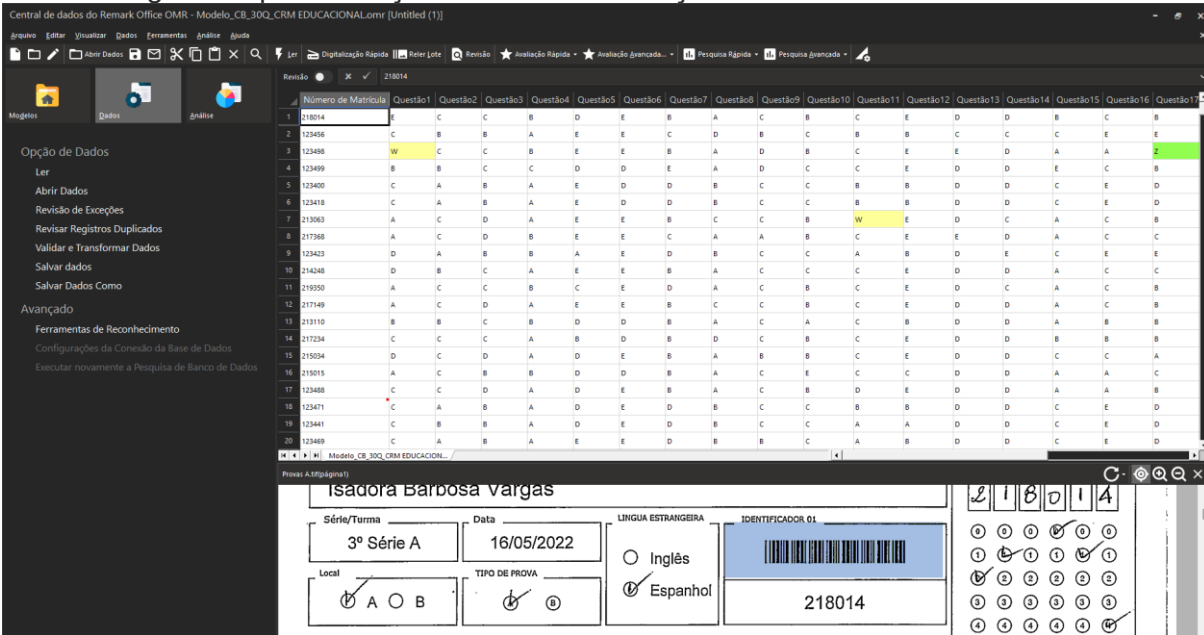 Central de dados do Remark Office OMR - Modelo_CB_30Q_CRM EDUCACIONAL.omr [Untitled (1)]
Arquivo Editar Visualizar Dados Ferramentas Análise Ajuda
Abrir Dados Ler Digitalização Rápida Reler Lote Revisão Avaliação Rápida Avaliação Avançada... Pesquisa Rápida Pesquisa Avançada
Modelos Dados Análise
Opção de Dados
Ler
Abrir Dados
Revisão de Exceções
Revisar Registros Duplicados
Validar e Transformar Dados
Salvar dados
Salvar Dados Como
Avançado
Ferramentas de Reconhecimento
Configurações da Conexão da Base de Dados
Executar novamente a Pesquisa de Banco de Dados
Revisão 218014
Número de Matrícula Questão1 Questão2 Questão3 Questão4 Questão5 Questão6 Questão7 Questão8 Questão9 Questão10 Questão11 Questão12 Questão13 Questão14 Questão15 Questão16 Questão17
1 218014 E C C B D E B A C B C E D D B C B
2 123456 C B B A E E C D B C B B C C C E E
3 123498 W C C B E E B A D B C E E D A A Z
4 123499 B B C C D D E A D C C E D D E C B
5 123400 C A B A E D D B C C B B D D C E D
6 123418 C A B A E D D B C C B B D D C E D
7 213063 A C D A E E B C C B W E D C A C B
8 217368 A C D B E E C A A B C E E D A C C
9 123423 D A B B A E D B C C A B D E C E E
10 214248 D B C A E E B A C C C E D D A C C
11 219350 A C C B C E D A C B C E D C A C B
12 217149 A C D A E E B C C B C E D D A C B
13 213110 B B C B D D B A C A C B D D A B B
14 217234 C C C A B D B D C B C E D D B B B
15 215034 D C D A D E B A B B C E D D C C A
16 215015 A C B B D D B A C E C C D D A A C
17 123488 C C D A D E B A C B D E D D A A B
18 123471 C A B A D E D B C C B B D D C E D
19 123441 C B B A D E D B C C A A D D C E D
20 123469 C A B A E E D B B C A B D D C E D
Modelo_CB_30Q_CRM EDUCACION...
Provas A.tif(página1)
Isadora Barbosa Vargas
218014
Série/Turma
3º Série A
Data
16/05/2022
LINGUA ESTRANGEIRA
Inglês
Espanhol
IDENTIFICADOR 01
218014
Local
A B
TIPO DE PROVA
B